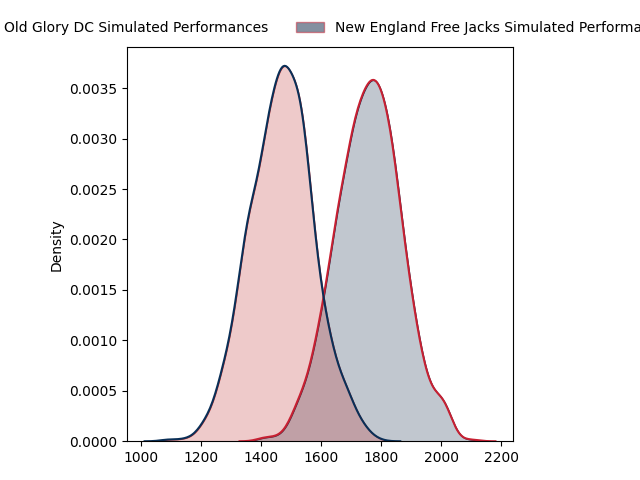 Old Glory DC Simulated Performances New England Free Jacks Simulated Performa
0.0035
0.0030
0.0025
0.0020
0.0015
0.0010
0.0005
0.0000
Density
1000 1200 1400 1600 1800 2000 2200